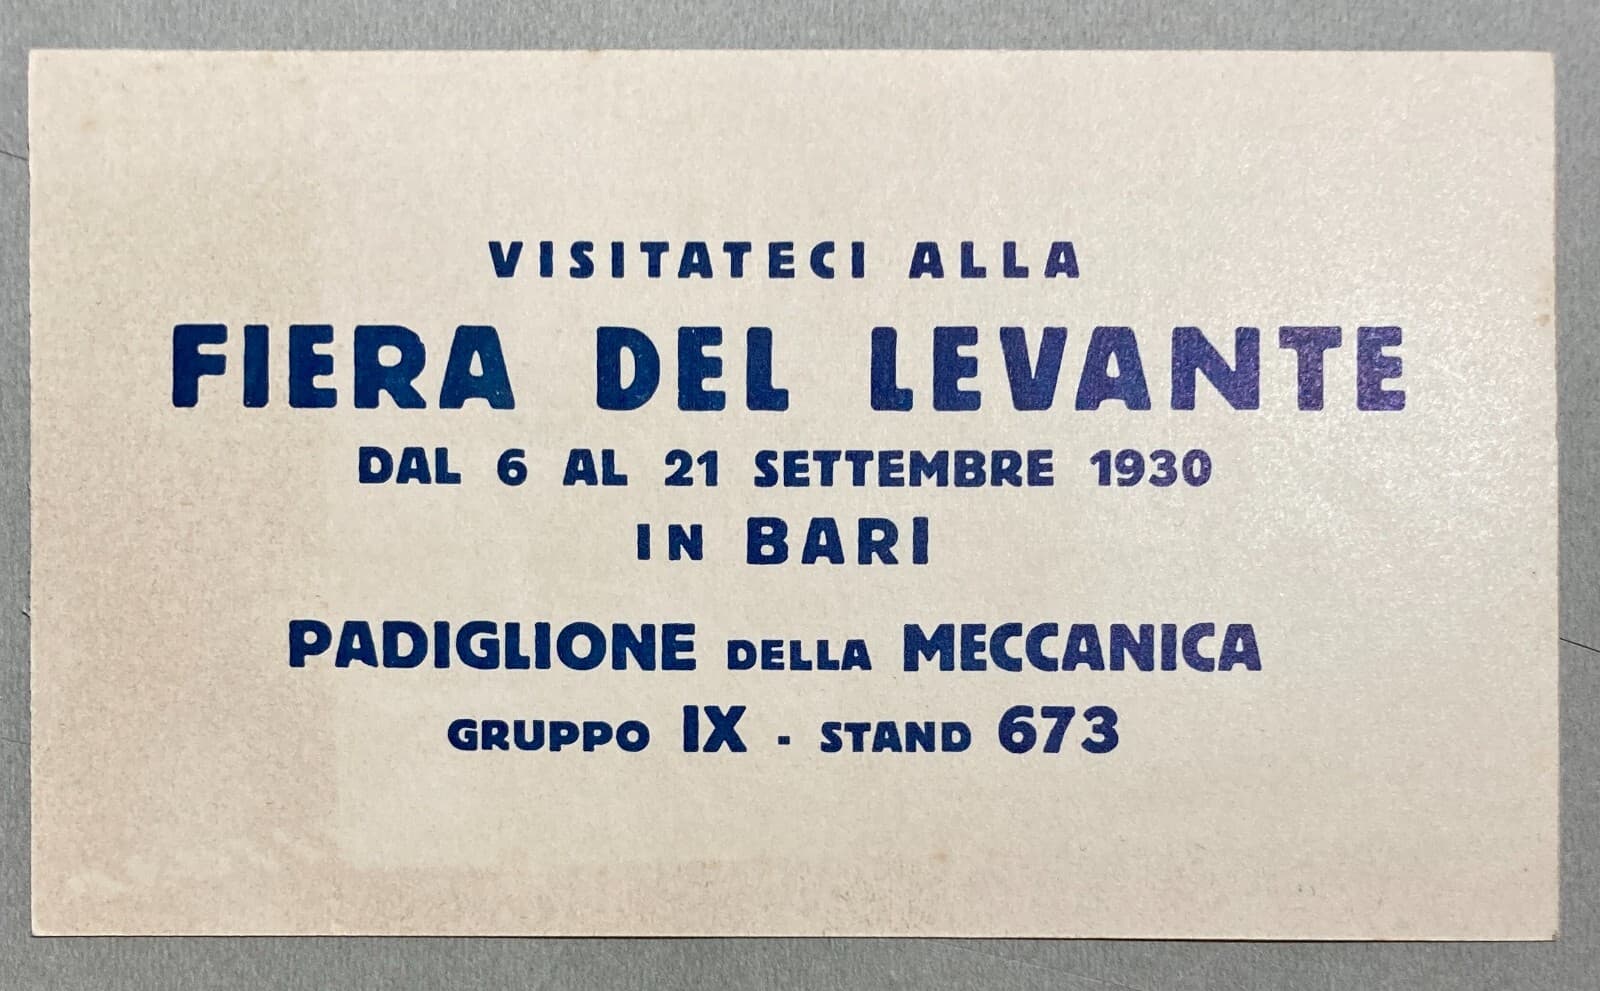 VISITATECI ALLA
FIERA DEL LEVANTE
DAL 6 AL 21 SETTEMBRE 1930
IN BARI
PADIGLIONE DELLA MECCANICA
GRUPPO IX - STAND 673